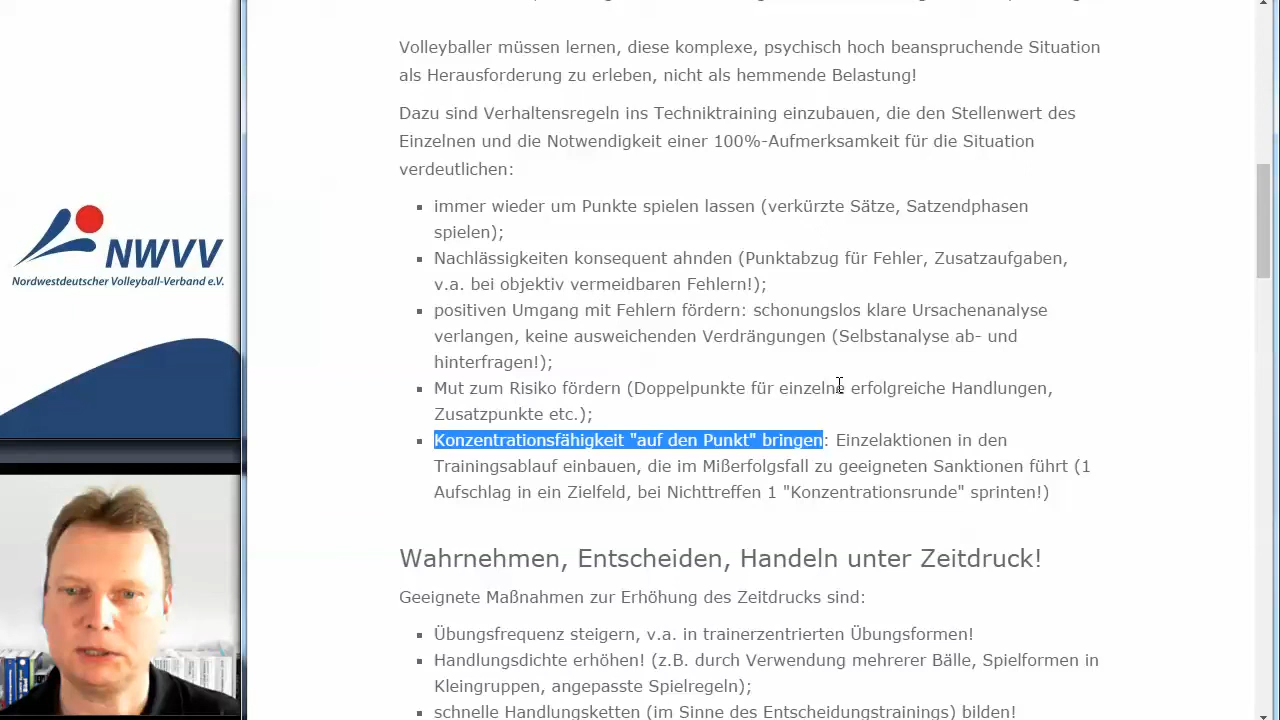 Volleyballer müssen lernen, diese komplexe, psychisch hoch beanspruchende Situation
als Herausforderung zu erleben, nicht als hemmende Belastung!
Dazu sind Verhaltensregeln ins Techniktraining einzubauen, die den Stellenwert des
Einzelnen und die Notwendigkeit einer 100%-Aufmerksamkeit für die Situation
verdeutlichen:
▪ immer wieder um Punkte spielen lassen (verkürzte Sätze, Satzendphasen
spielen);
▪ Nachlässigkeiten konsequent ahnden (Punktabzug für Fehler, Zusatzaufgaben,
v.a. bei objektiv vermeidbaren Fehlern!);
▪ positiven Umgang mit Fehlern fördern: schonungslos klare Ursachenanalyse
verlangen, keine ausweichenden Verdrängungen (Selbstanalyse ab- und
hinterfragen!);
▪ Mut zum Risiko fördern (Doppelpunkte für einzelne erfolgreiche Handlungen,
Zusatzpunkte etc.);
▪ Konzentrationsfähigkeit "auf den Punkt" bringen: Einzelaktionen in den
Trainingsablauf einbauen, die im Mißerfolgsfall zu geeigneten Sanktionen führt (1
Aufschlag in ein Zielfeld, bei Nichttreffen 1 "Konzentrationsrunde" sprinten!)
Wahrnehmen, Entscheiden, Handeln unter Zeitdruck!
Geeignete Maßnahmen zur Erhöhung des Zeitdrucks sind:
▪ Übungsfrequenz steigern, v.a. in trainerzentrierten Übungsformen!
▪ Handlungsdichte erhöhen! (z.B. durch Verwendung mehrerer Bälle, Spielformen in
Kleingruppen, angepasste Spielregeln);
▪ schnelle Handlungsketten (im Sinne des Entscheidungstrainings) bilden!
NWVV
Nordwestdeutscher Volleyball-Verband e.V.